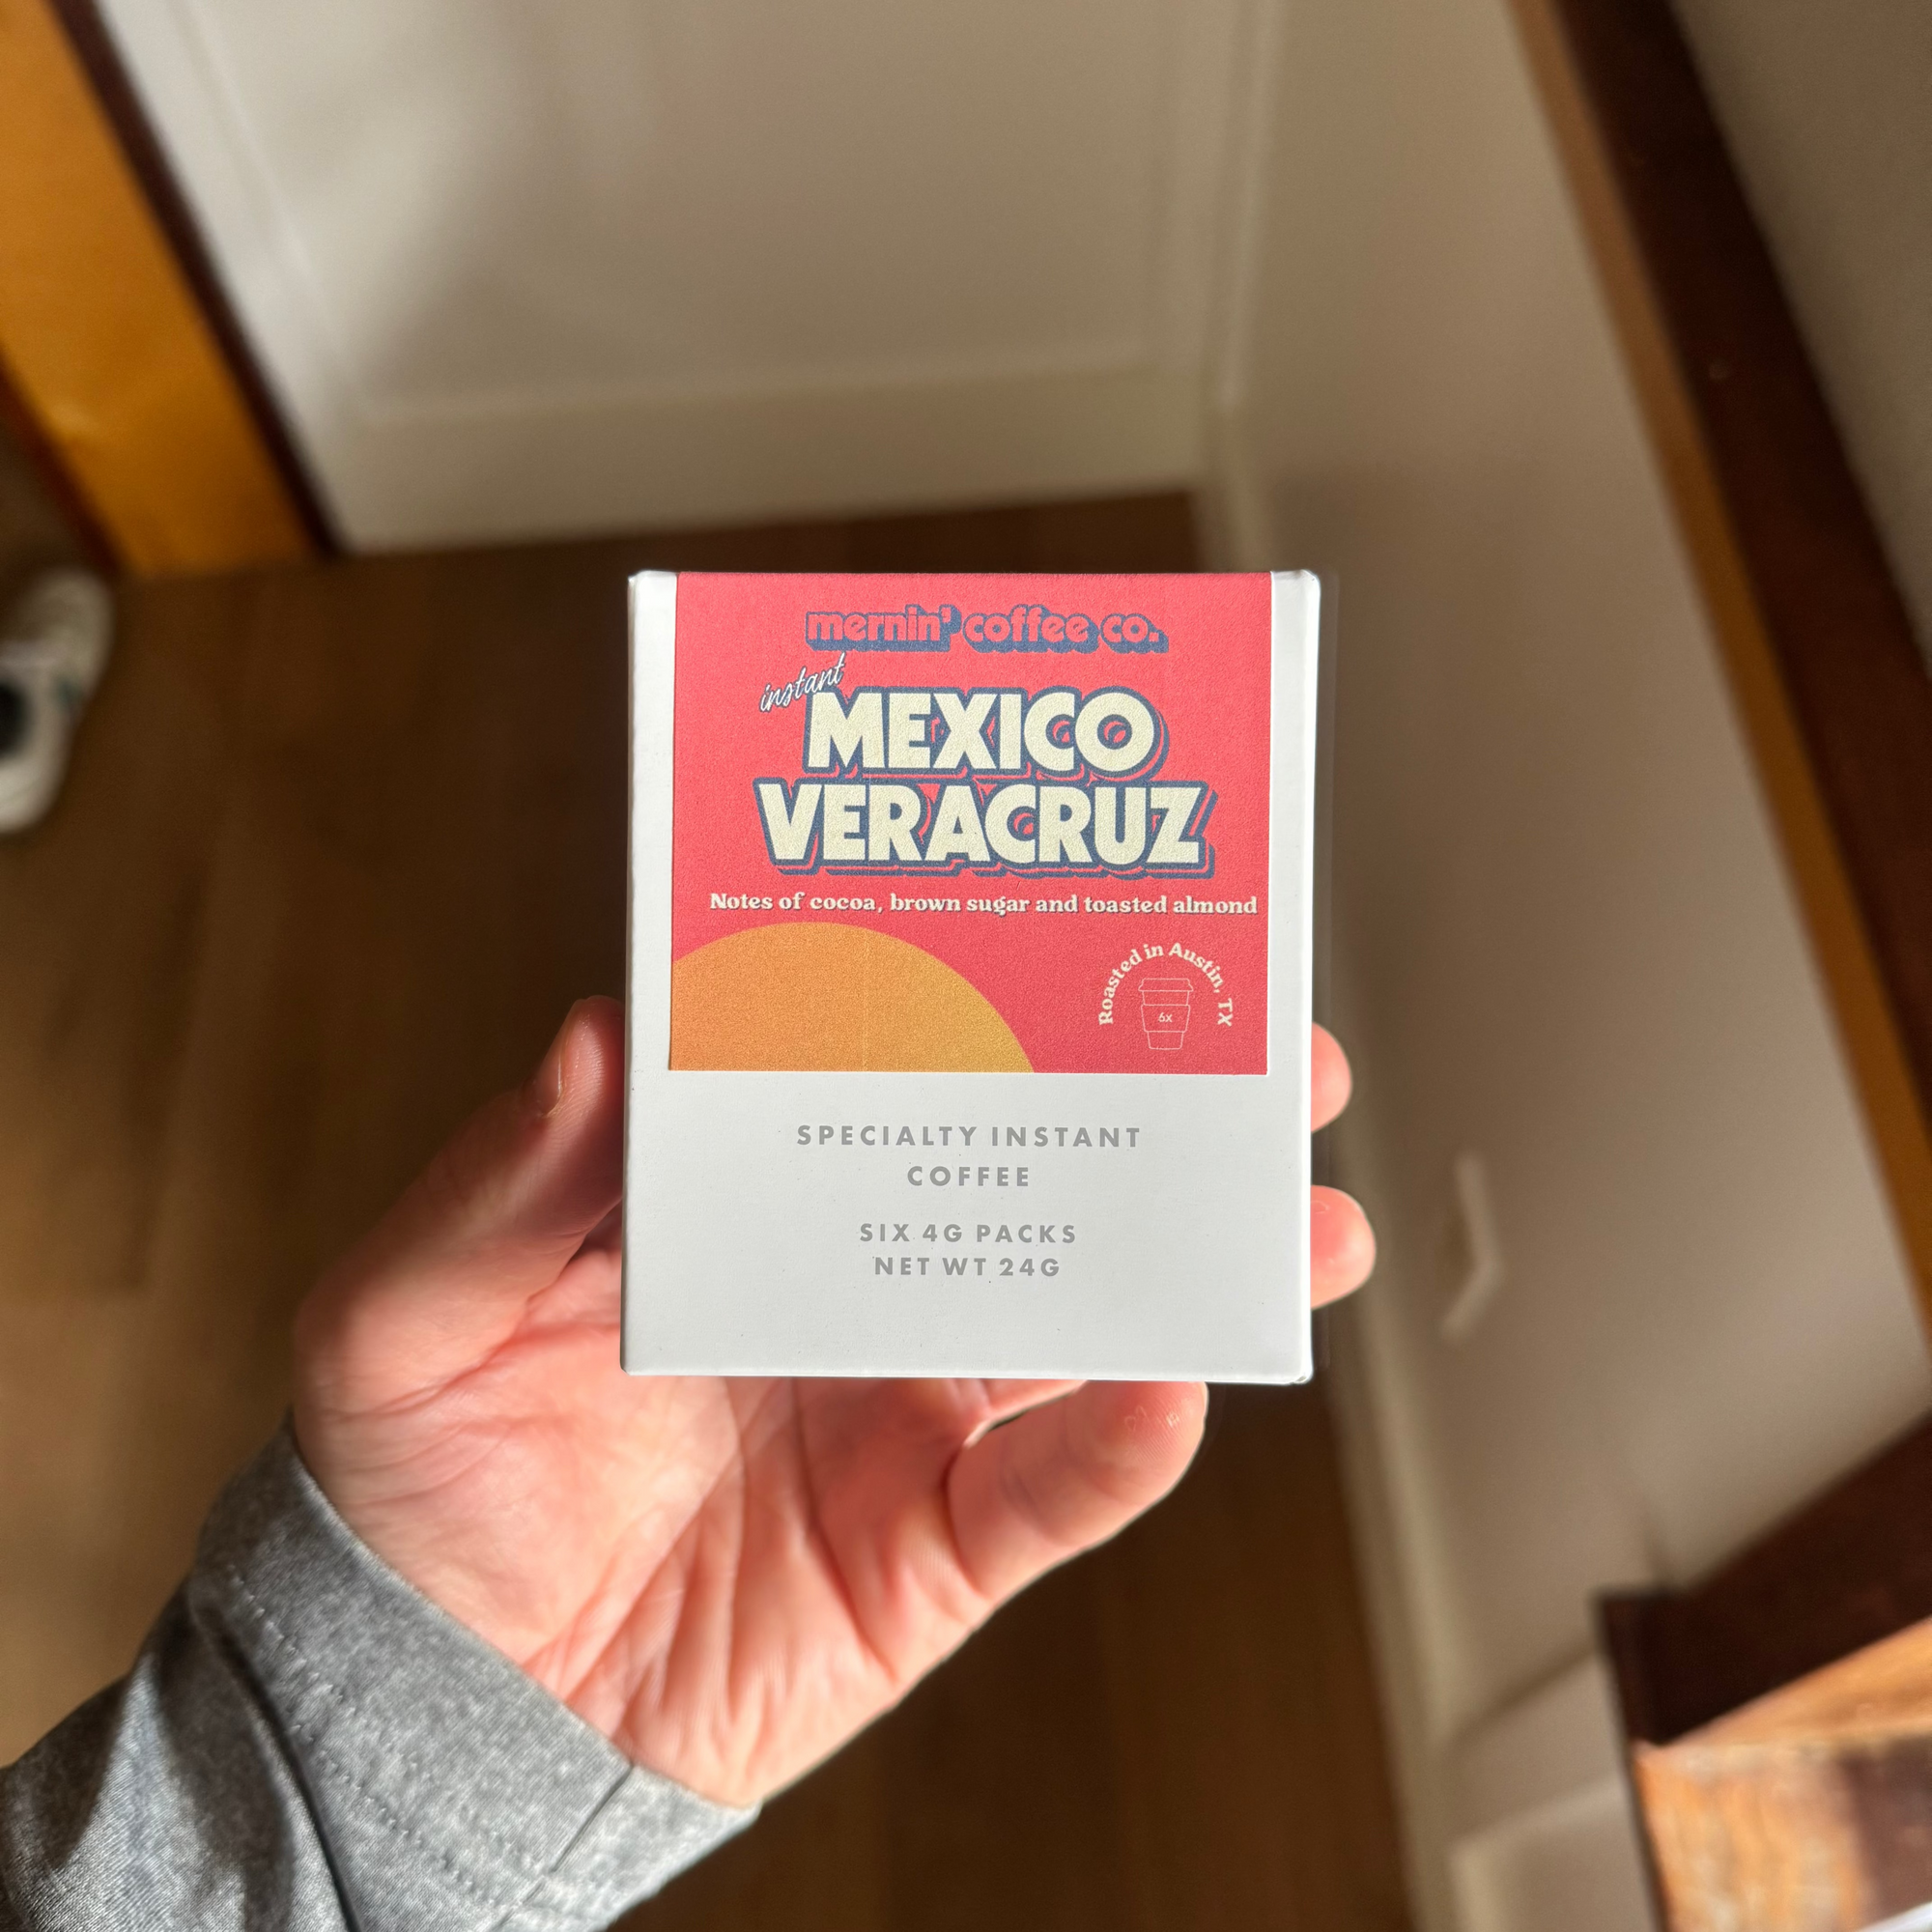 mernin' coffee co.
instant
MEXICO
VERACRUZ
Notes of cocoa, brown sugar and toasted almond
Roasted in Austin, TX
6x
SPECIALTY INSTANT
COFFEE
SIX 4G PACKS
NET WT 24G